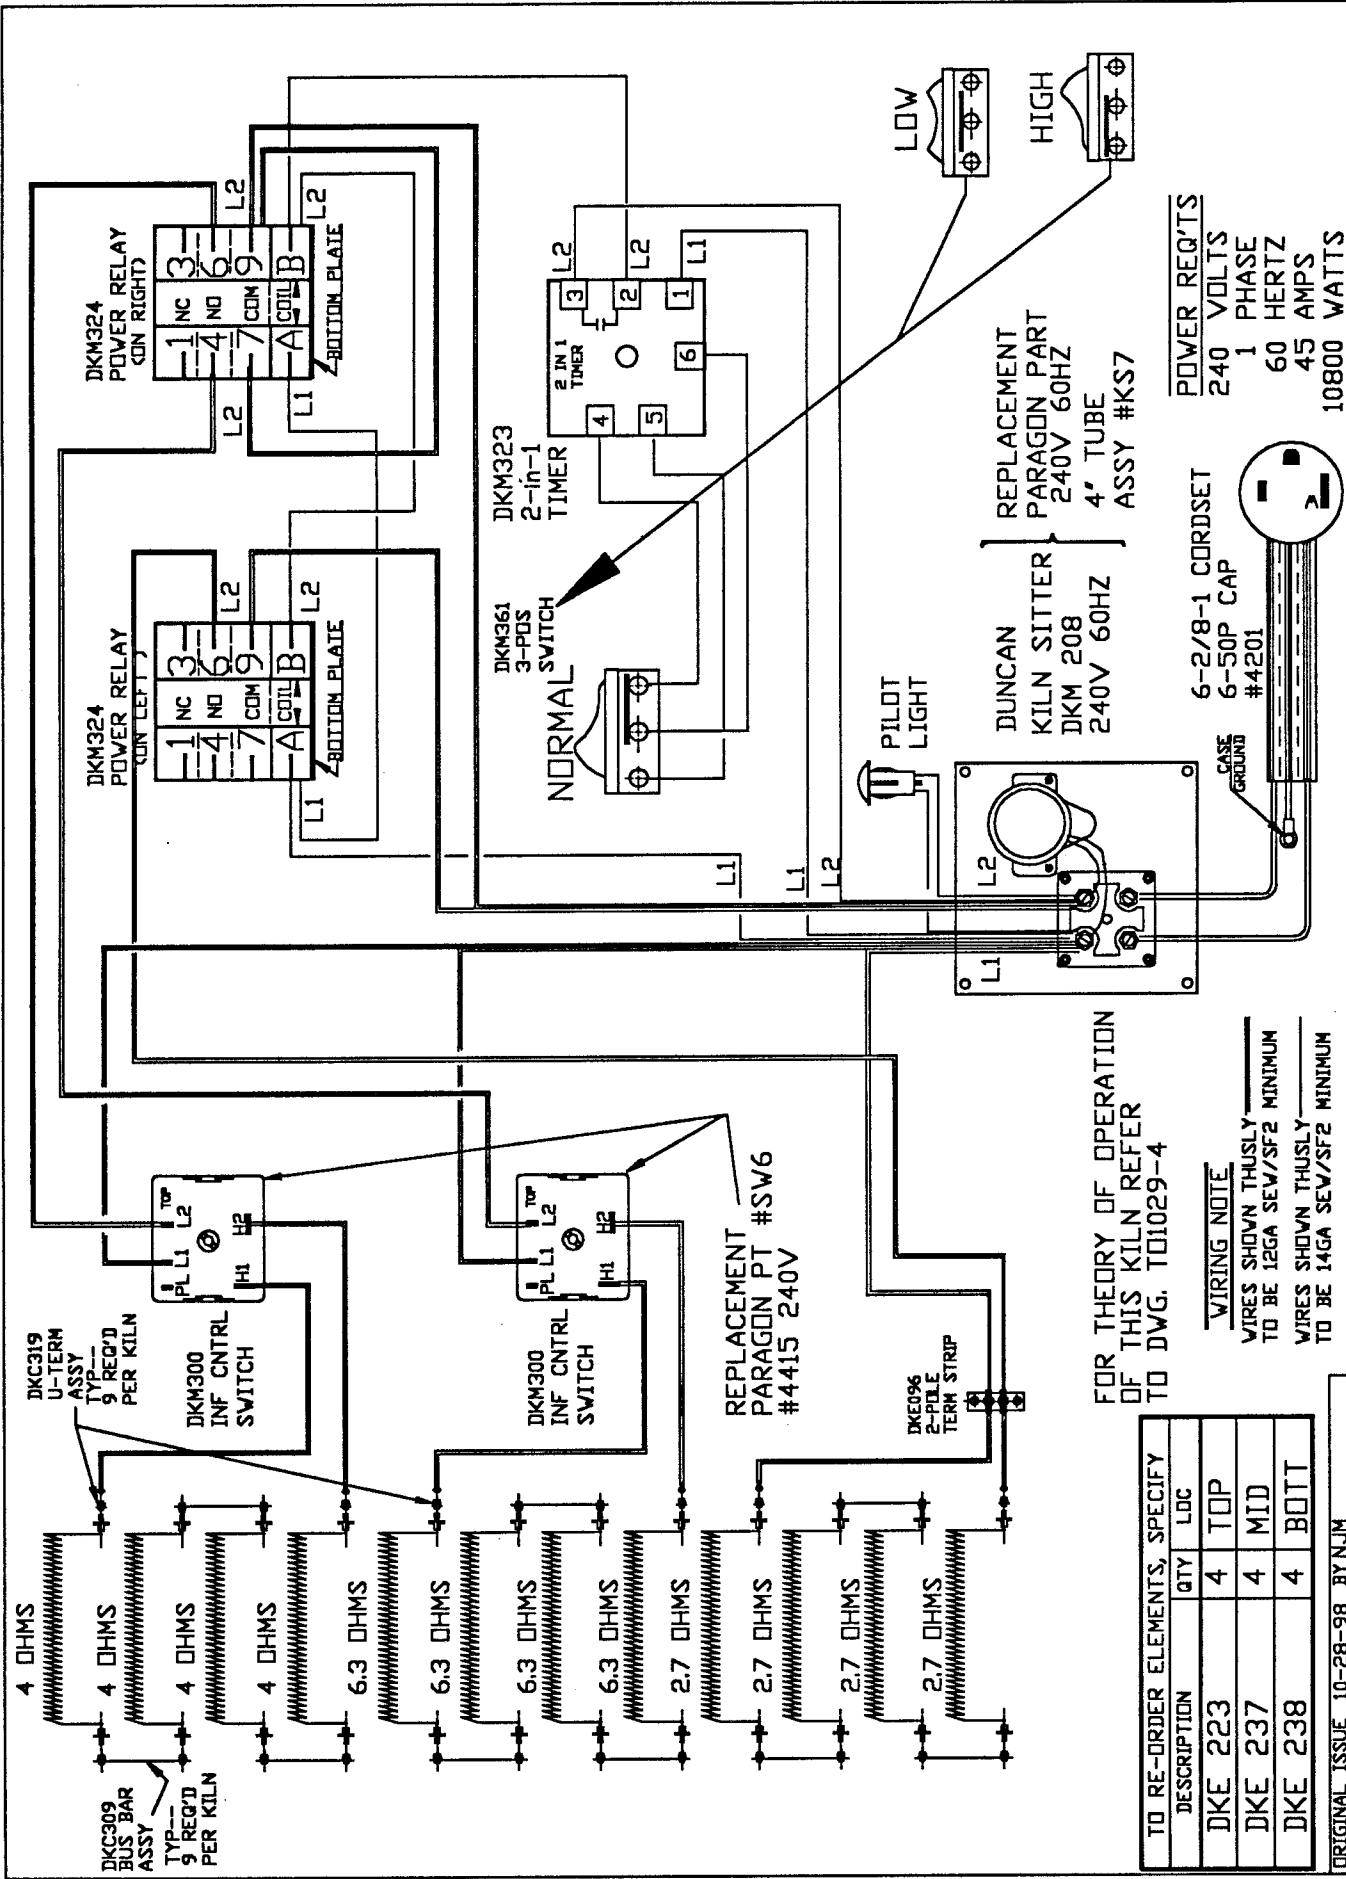 4 OHMS
4 OHMS
4 OHMS
4 OHMS
6.3 OHMS
6.3 OHMS
6.3 OHMS
6.3 OHMS
2.7 OHMS
2.7 OHMS
2.7 OHMS
2.7 OHMS
DKC309
BUS BAR
ASSY
TYP--
9 REQ'D
PER KILN
DKC319
U-TERM
ASSY
TYP--
9 REQ'D
PER KILN
DKM300
INF CNTRL
SWITCH
PL L1 L2
TOP
H1 H2
DKM300
INF CNTRL
SWITCH
PL L1 L2
TOP
H1 H2
REPLACEMENT
PARAGON PT #SW6
#4415 240V
DKE096
2-POLE
TERM STRIP
DKM324
POWER RELAY
(ON LEFT)
1 NC 3
4 NO 6
7 COM 9
A COIL B
BOTTOM PLATE
L1
L2
L2
DKM324
POWER RELAY
(ON RIGHT)
1 NC 3
4 NO 6
7 COM 9
A COIL B
BOTTOM PLATE
L2
L1
L2
L2
DKM323
2-in-1
TIMER
2 IN 1
TIMER
4 3
5 2
6 1
L2
L2
L1
DKM361
3-POS
SWITCH
NORMAL
LOW
HIGH
PILOT
LIGHT
L1
L1
L2
L1 L2
DUNCAN
KILN SITTER
DKM 208
240V 60HZ
REPLACEMENT
PARAGON PART
240V 60HZ
4" TUBE
ASSY #KS7
6-2/8-1 CORDSET
6-50P CAP
#4201
CASE
GROUND
POWER REQ'TS
240 VOLTS
1 PHASE
60 HERTZ
45 AMPS
10800 WATTS
FOR THEORY OF OPERATION
OF THIS KILN REFER
TO DWG. TO1029-4
WIRING NOTE
WIRES SHOWN THUSLY
TO BE 12GA SEW/SF2 MINIMUM
WIRES SHOWN THUSLY
TO BE 14GA SEW/SF2 MINIMUM
TO RE-ORDER ELEMENTS, SPECIFY
DESCRIPTION QTY LOC
DKE 223 4 TOP
DKE 237 4 MID
DKE 238 4 BOTT
ORIGINAL ISSUE 10-28-98 BY NJM